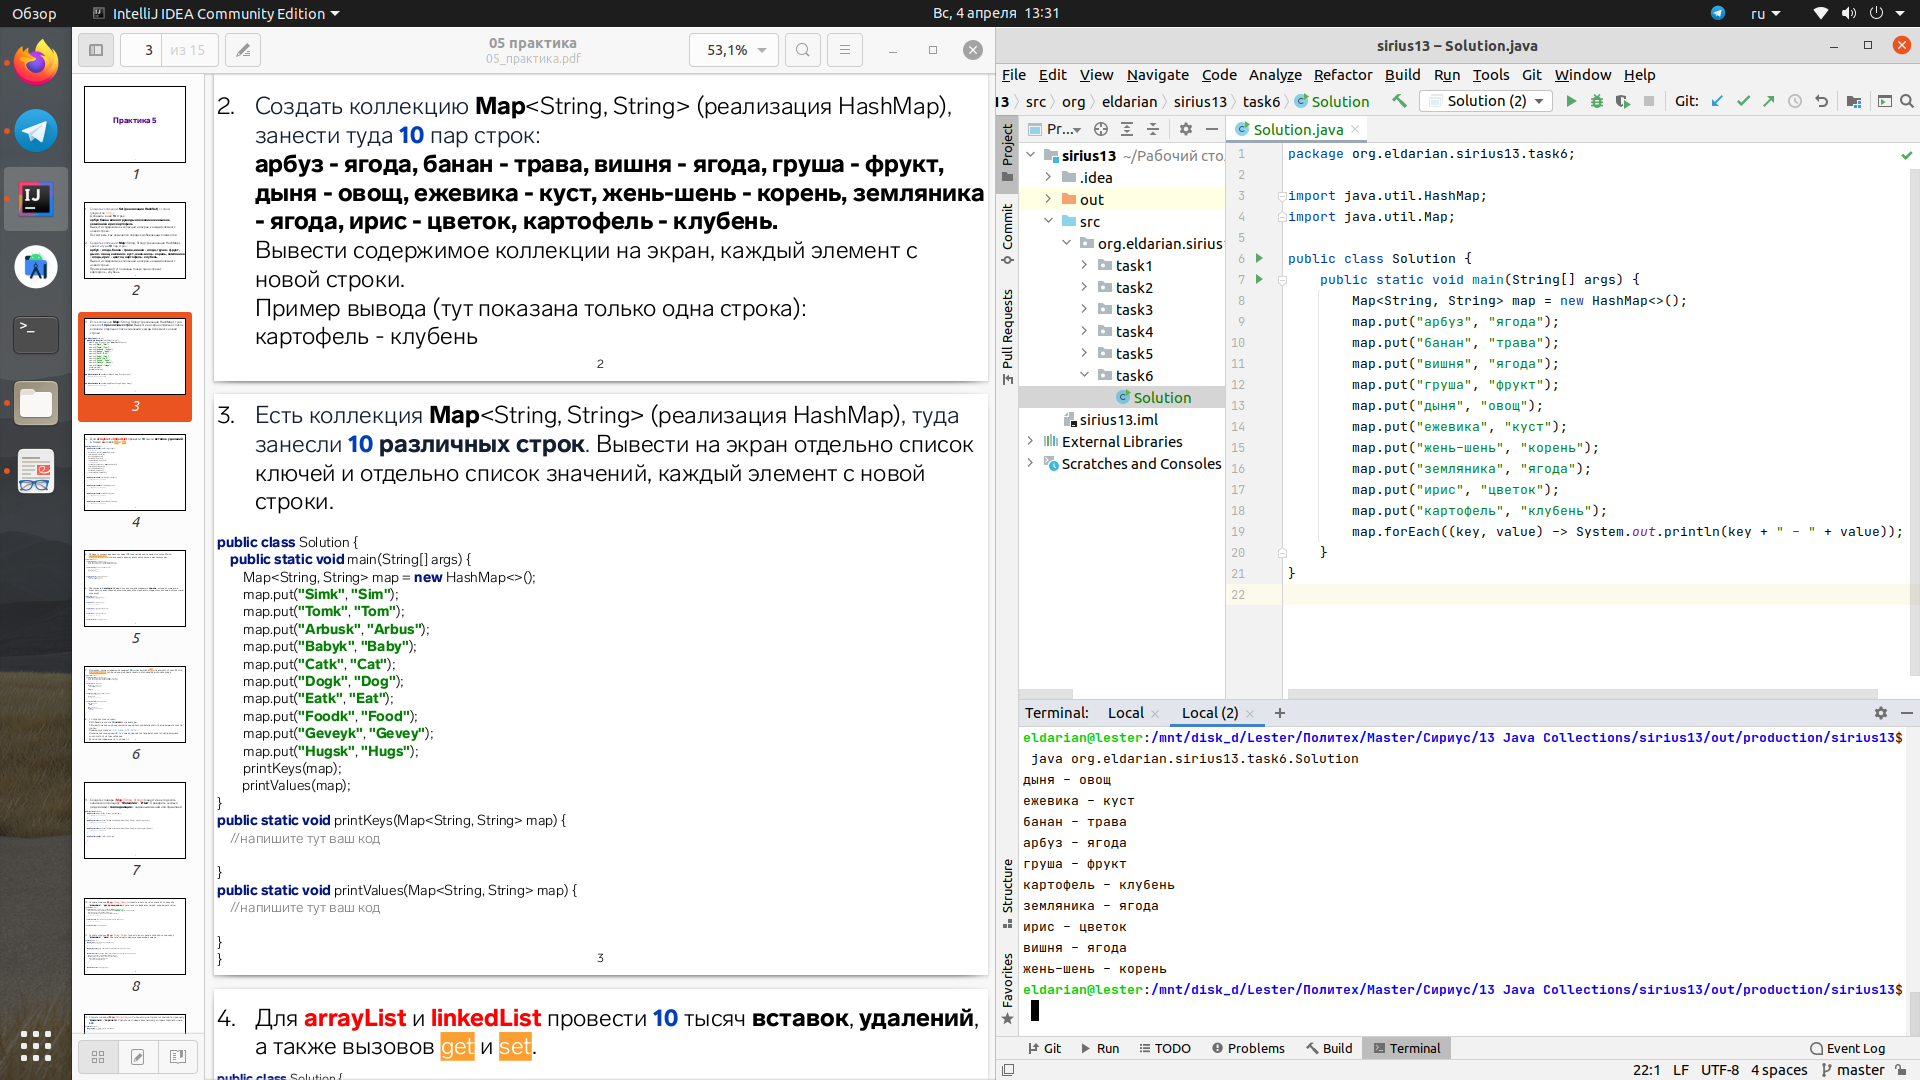 Обзор
IntelliJ IDEA Community Edition
Вс, 4 апреля 13:31
ru
3
из 15
05 практика
05_практика.pdf
53,1%
Практика 5
1
2
3
4
5
6
7
8
2. Создать коллекцию Map<String, String> (реализация HashMap),
занести туда 10 пар строк:
арбуз - ягода, банан - трава, вишня - ягода, груша - фрукт,
дыня - овощ, ежевика - куст, жень-шень - корень, земляника
- ягода, ирис - цветок, картофель - клубень.
Вывести содержимое коллекции на экран, каждый элемент с
новой строки.
Пример вывода (тут показана только одна строка):
картофель - клубень
2
3. Есть коллекция Map<String, String> (реализация HashMap), туда
занесли 10 различных строк. Вывести на экран отдельно список
ключей и отдельно список значений, каждый элемент с новой
строки.
public class Solution {
public static void main(String[] args) {
Map<String, String> map = new HashMap<>();
map.put("Simk", "Sim");
map.put("Tomk", "Tom");
map.put("Arbusk", "Arbus");
map.put("Babyk", "Baby");
map.put("Catk", "Cat");
map.put("Dogk", "Dog");
map.put("Eatk", "Eat");
map.put("Foodk", "Food");
map.put("Geveyk", "Gevey");
map.put("Hugsk", "Hugs");
printKeys(map);
printValues(map);
}
public static void printKeys(Map<String, String> map) {
//напишите тут ваш код
}
public static void printValues(Map<String, String> map) {
//напишите тут ваш код
}
}
3
4. Для arrayList и linkedList провести 10 тысяч вставок, удалений,
а также вызовов get и set.
public class Solution {
sirius13 – Solution.java
File Edit View Navigate Code Analyze Refactor Build Run Tools Git Window Help
13 src org eldarian sirius13 task6 Solution
Solution (2)
Git:
Pr...
Solution.java
Project
Commit
Pull Requests
Structure
Favorites
sirius13 ~/Рабочий сто
.idea
out
src
org.eldarian.sirius
task1
task2
task3
task4
task5
task6
Solution
sirius13.iml
External Libraries
Scratches and Consoles
1 package org.eldarian.sirius13.task6;
2
3 import java.util.HashMap;
4 import java.util.Map;
5
6 public class Solution {
7 public static void main(String[] args) {
8 Map<String, String> map = new HashMap<>();
9 map.put("арбуз", "ягода");
10 map.put("банан", "трава");
11 map.put("вишня", "ягода");
12 map.put("груша", "фрукт");
13 map.put("дыня", "овощ");
14 map.put("ежевика", "куст");
15 map.put("жень-шень", "корень");
16 map.put("земляника", "ягода");
17 map.put("ирис", "цветок");
18 map.put("картофель", "клубень");
19 map.forEach((key, value) -> System.out.println(key + " - " + value));
20 }
21 }
22
Terminal: Local Local (2)
eldarian@lester:/mnt/disk_d/Lester/Политех/Master/Сириус/13 Java Collections/sirius13/out/production/sirius13$
java org.eldarian.sirius13.task6.Solution
дыня - овощ
ежевика - куст
банан - трава
арбуз - ягода
груша - фрукт
картофель - клубень
земляника - ягода
ирис - цветок
вишня - ягода
жень-шень - корень
eldarian@lester:/mnt/disk_d/Lester/Политех/Master/Сириус/13 Java Collections/sirius13/out/production/sirius13$
Git Run TODO Problems Build Terminal Event Log
22:1 LF UTF-8 4 spaces master